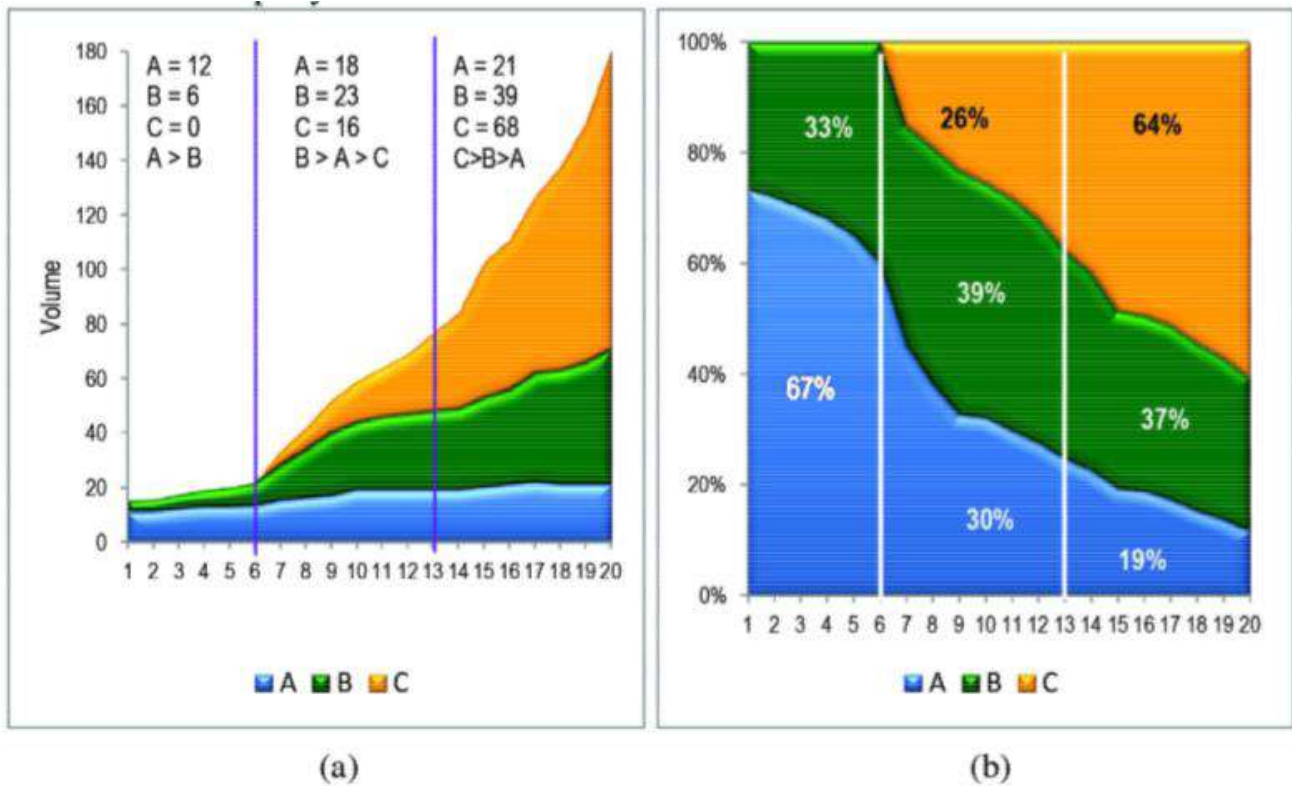 180
160
140
120
100
80
60
40
20
0
Volume
A = 12
B = 6
C = 0
A > B
A = 18
B = 23
C = 16
B > A > C
A = 21
B = 39
C = 68
C>B>A
1 2 3 4 5 6 7 8 9 10 11 12 13 14 15 16 17 18 19 20
A B C
(a)
100%
80%
60%
40%
20%
0%
33%
26%
64%
39%
67%
37%
30%
19%
1 2 3 4 5 6 7 8 9 10 11 12 13 14 15 16 17 18 19 20
A B C
(b)